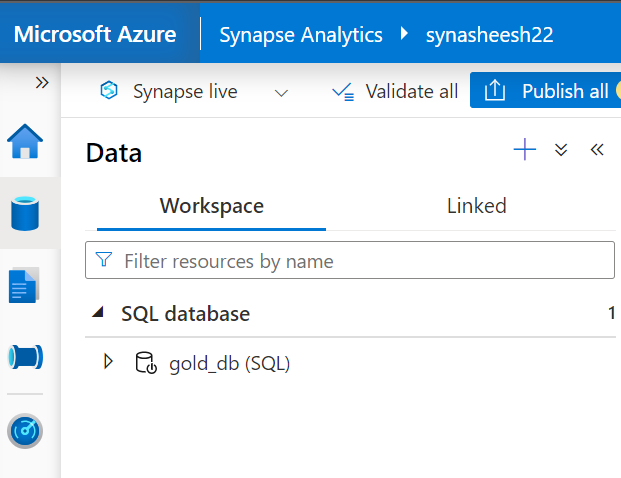 Microsoft Azure Synapse Analytics synasheesh22
Synapse live Validate all Publish all
Data
Workspace Linked
Filter resources by name
SQL database 1
gold_db (SQL)